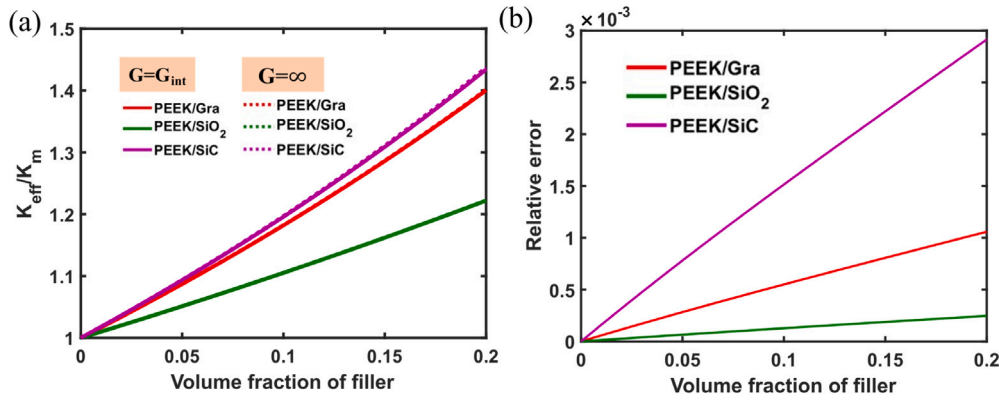 (a)
1.5
1.4
1.3
1.2
1.1
1
K_eff/K_m
G=G_int
G=∞
PEEK/Gra
PEEK/SiO₂
PEEK/SiC
PEEK/Gra
PEEK/SiO₂
PEEK/SiC
0 0.05 0.1 0.15 0.2
Volume fraction of filler
(b)
×10⁻³
3
2.5
2
1.5
1
0.5
0
Relative error
PEEK/Gra
PEEK/SiO₂
PEEK/SiC
0 0.05 0.1 0.15 0.2
Volume fraction of filler